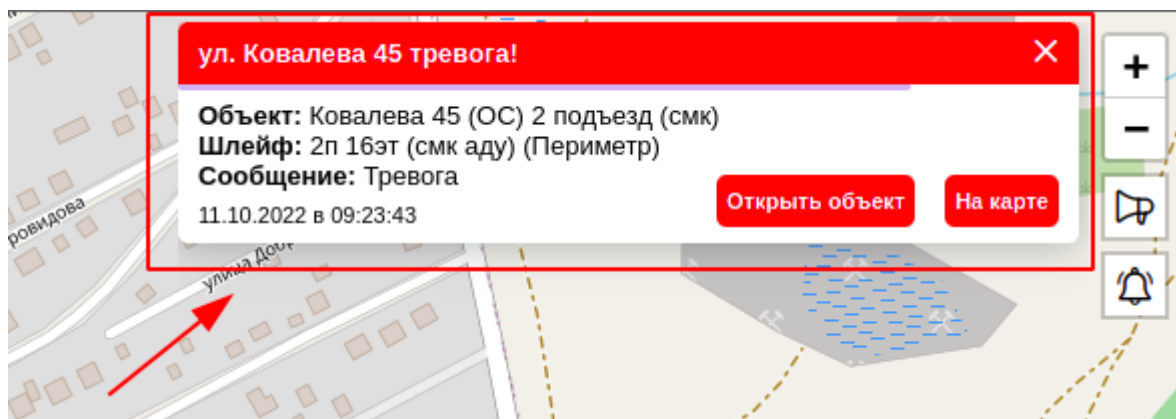 ул. Ковалева 45 тревога!
Объект: Ковалева 45 (ОС) 2 подъезд (смк)
Шлейф: 2п 16эт (смк аду) (Периметр)
Сообщение: Тревога
11.10.2022 в 09:23:43
Открыть объект
На карте
ровидова
улица Добр
+
−